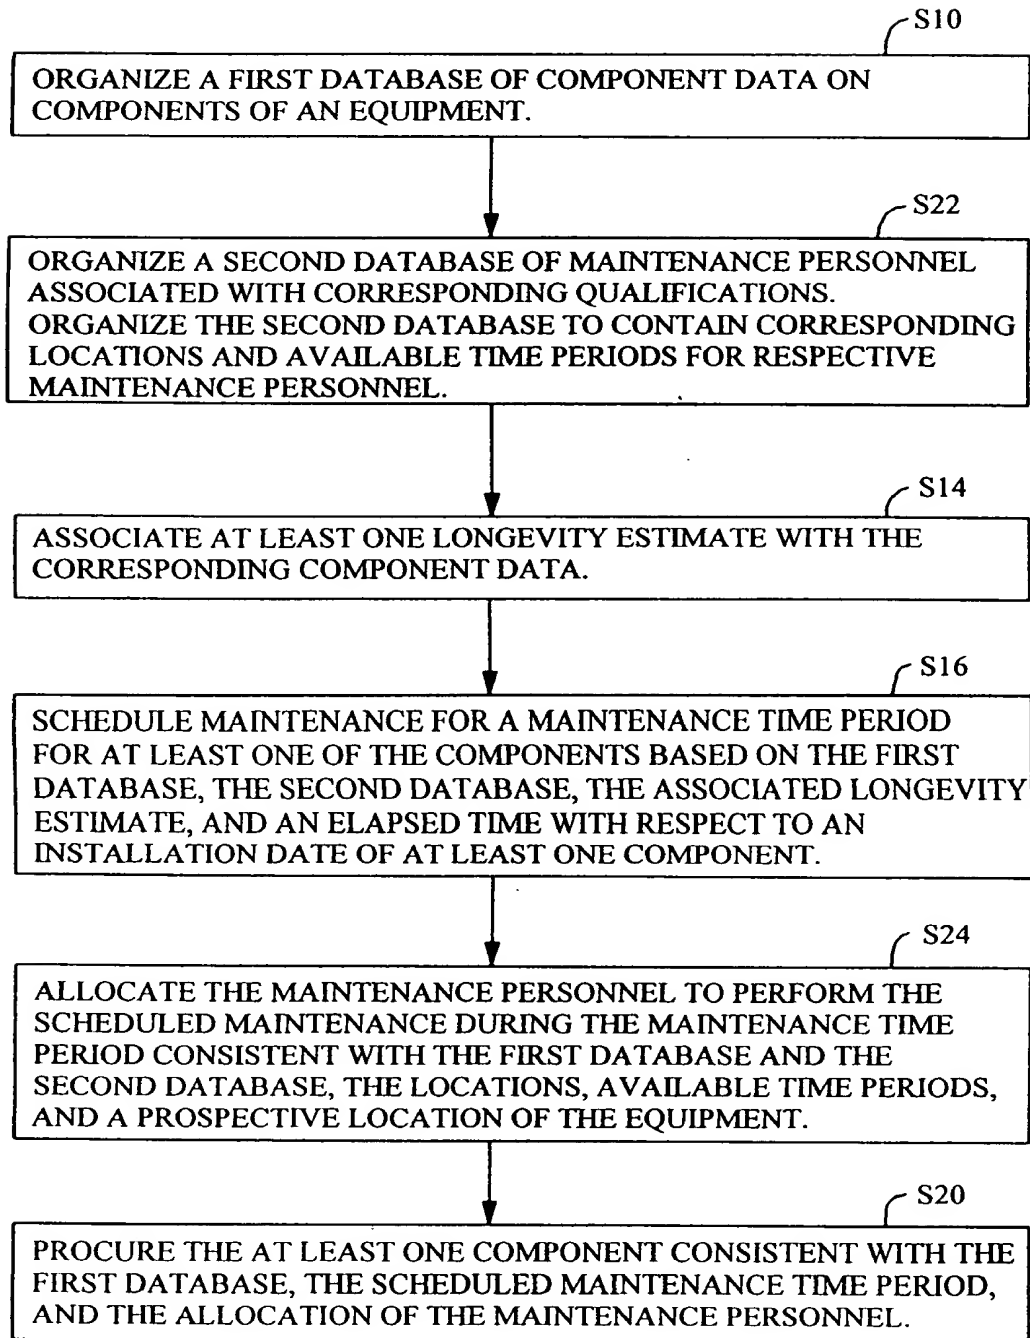 S10
ORGANIZE A FIRST DATABASE OF COMPONENT DATA ON
COMPONENTS OF AN EQUIPMENT.
S22
ORGANIZE A SECOND DATABASE OF MAINTENANCE PERSONNEL
ASSOCIATED WITH CORRESPONDING QUALIFICATIONS.
ORGANIZE THE SECOND DATABASE TO CONTAIN CORRESPONDING
LOCATIONS AND AVAILABLE TIME PERIODS FOR RESPECTIVE
MAINTENANCE PERSONNEL.
S14
ASSOCIATE AT LEAST ONE LONGEVITY ESTIMATE WITH THE
CORRESPONDING COMPONENT DATA.
S16
SCHEDULE MAINTENANCE FOR A MAINTENANCE TIME PERIOD
FOR AT LEAST ONE OF THE COMPONENTS BASED ON THE FIRST
DATABASE, THE SECOND DATABASE, THE ASSOCIATED LONGEVITY
ESTIMATE, AND AN ELAPSED TIME WITH RESPECT TO AN
INSTALLATION DATE OF AT LEAST ONE COMPONENT.
S24
ALLOCATE THE MAINTENANCE PERSONNEL TO PERFORM THE
SCHEDULED MAINTENANCE DURING THE MAINTENANCE TIME
PERIOD CONSISTENT WITH THE FIRST DATABASE AND THE
SECOND DATABASE, THE LOCATIONS, AVAILABLE TIME PERIODS,
AND A PROSPECTIVE LOCATION OF THE EQUIPMENT.
S20
PROCURE THE AT LEAST ONE COMPONENT CONSISTENT WITH THE
FIRST DATABASE, THE SCHEDULED MAINTENANCE TIME PERIOD,
AND THE ALLOCATION OF THE MAINTENANCE PERSONNEL.